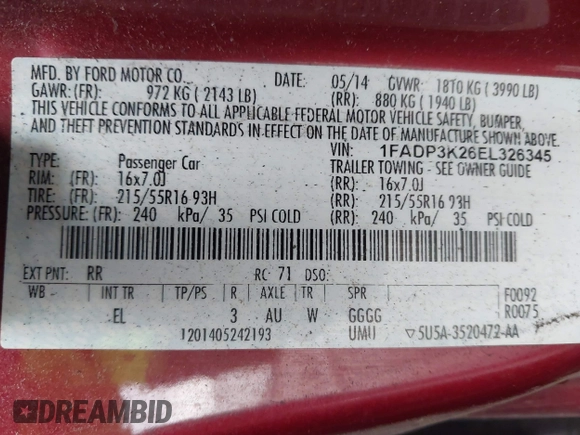 MFD. BY FORD MOTOR CO. DATE: 05/14 GVWR: 1810 KG (3990 LB)
GAWR: (FR): 972 KG (2143 LB) (RR): 880 KG (1940 LB)
THIS VEHICLE CONFORMS TO ALL APPLICABLE FEDERAL MOTOR VEHICLE SAFETY, BUMPER,
AND THEFT PREVENTION STANDARDS IN EFFECT ON THE DATE OF MANUFACTURE SHOWN ABOVE.
VIN: 1FADP3K26EL326345
TYPE: Passenger Car TRAILER TOWING - SEE OWNER GUIDE
RIM: (FR): 16x7.0J (RR): 16x7.0J
TIRE: (FR): 215/55R16 93H (RR): 215/55R16 93H
PRESSURE: (FR): 240 kPa/ 35 PSI COLD (RR): 240 kPa/ 35 PSI COLD
EXT PNT: RR RC: 71 DSO:
WB INT TR TP/PS R AXLE TR SPR F0092
EL 3 AU W GGGG R0075
1201405242193 UMU ▽5U5A-3520472-AA
DREAMBID